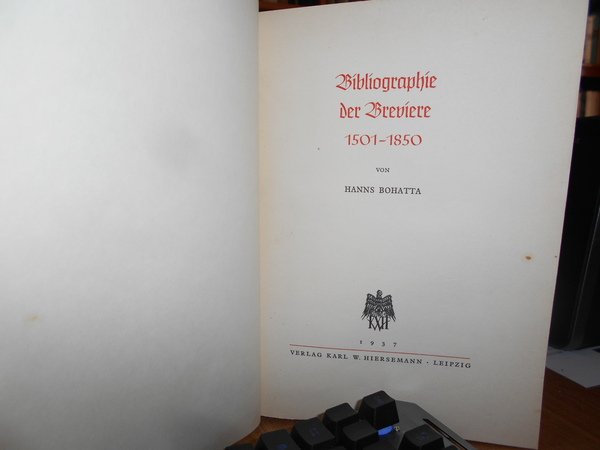 Bibliographie
der Breviere
1501–1850
VON
HANNS BOHATTA
1937
VERLAG KARL W. HIERSEMANN · LEIPZIG